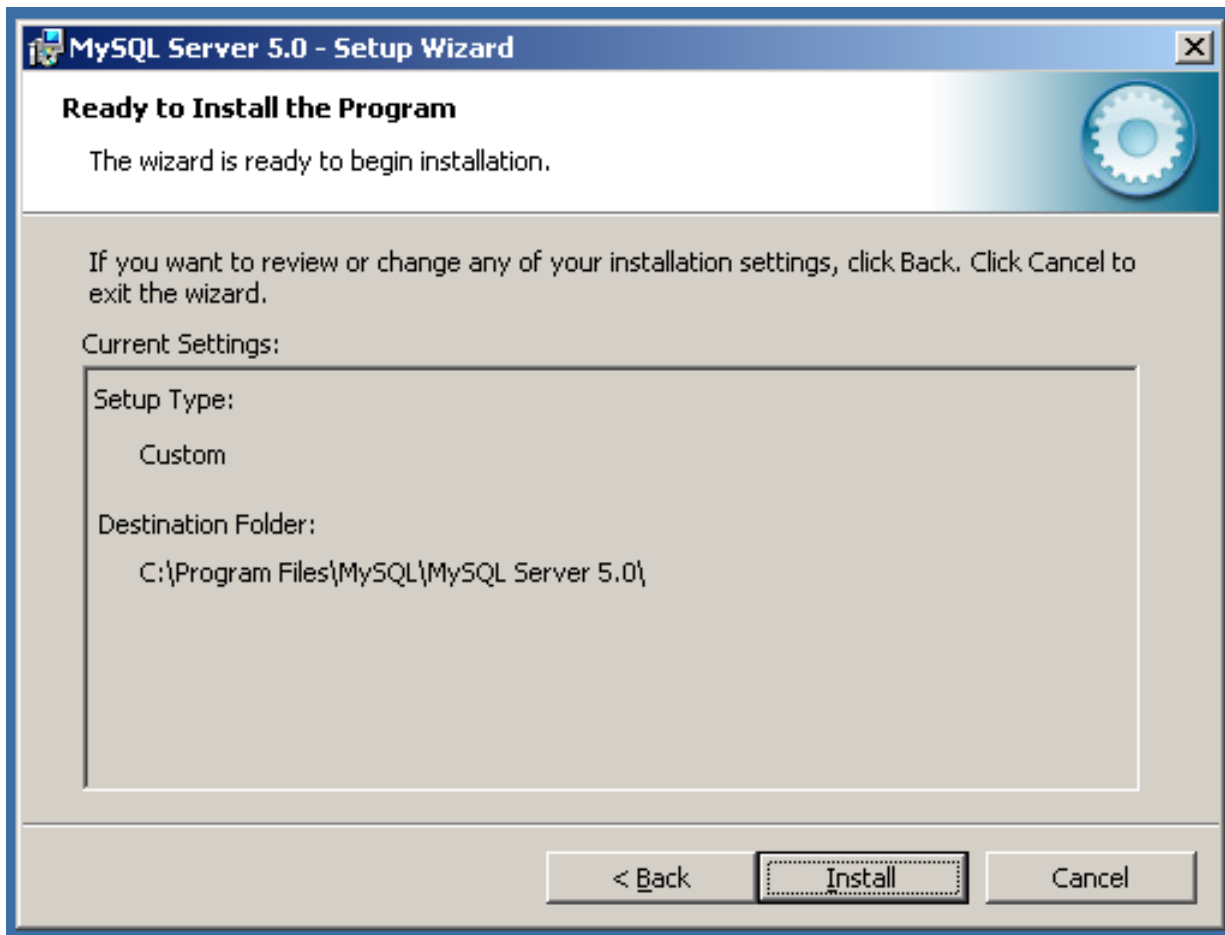 MySQL Server 5.0 - Setup Wizard
Ready to Install the Program
The wizard is ready to begin installation.
If you want to review or change any of your installation settings, click Back. Click Cancel to
exit the wizard.
Current Settings:
Setup Type:
Custom
Destination Folder:
C:\Program Files\MySQL\MySQL Server 5.0\
< Back
Install
Cancel